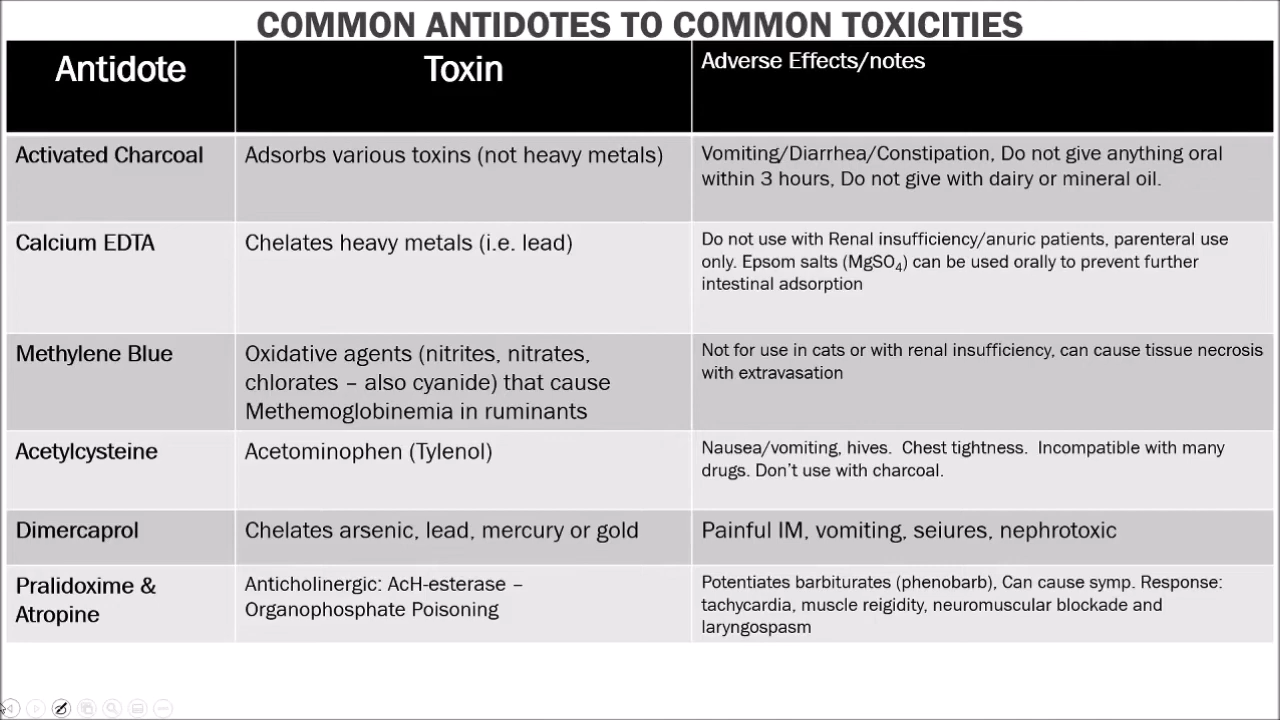 COMMON ANTIDOTES TO COMMON TOXICITIES
Antidote
Toxin
Adverse Effects/notes
Activated Charcoal
Adsorbs various toxins (not heavy metals)
Vomiting/Diarrhea/Constipation, Do not give anything oral
within 3 hours, Do not give with dairy or mineral oil.
Calcium EDTA
Chelates heavy metals (i.e. lead)
Do not use with Renal insufficiency/anuric patients, parenteral use
only. Epsom salts (MgSO₄) can be used orally to prevent further
intestinal adsorption
Methylene Blue
Oxidative agents (nitrites, nitrates,
chlorates – also cyanide) that cause
Methemoglobinemia in ruminants
Not for use in cats or with renal insufficiency, can cause tissue necrosis
with extravasation
Acetylcysteine
Acetominophen (Tylenol)
Nausea/vomiting, hives. Chest tightness. Incompatible with many
drugs. Don't use with charcoal.
Dimercaprol
Chelates arsenic, lead, mercury or gold
Painful IM, vomiting, seiures, nephrotoxic
Pralidoxime &
Atropine
Anticholinergic: AcH-esterase –
Organophosphate Poisoning
Potentiates barbiturates (phenobarb), Can cause symp. Response:
tachycardia, muscle reigidity, neuromuscular blockade and
laryngospasm